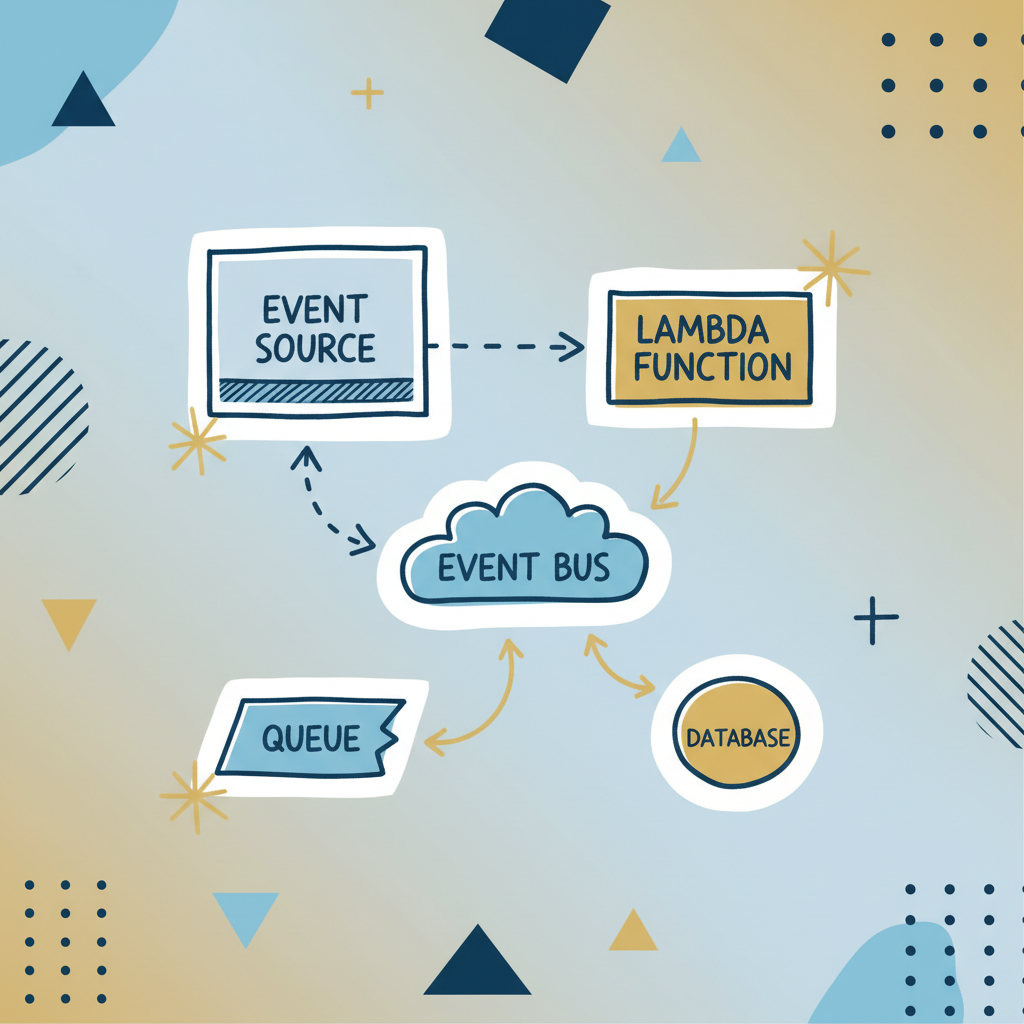 EVENT
SOURCE
LAMBDA
FUNCTION
EVENT BUS
QUEUE
DATABASE